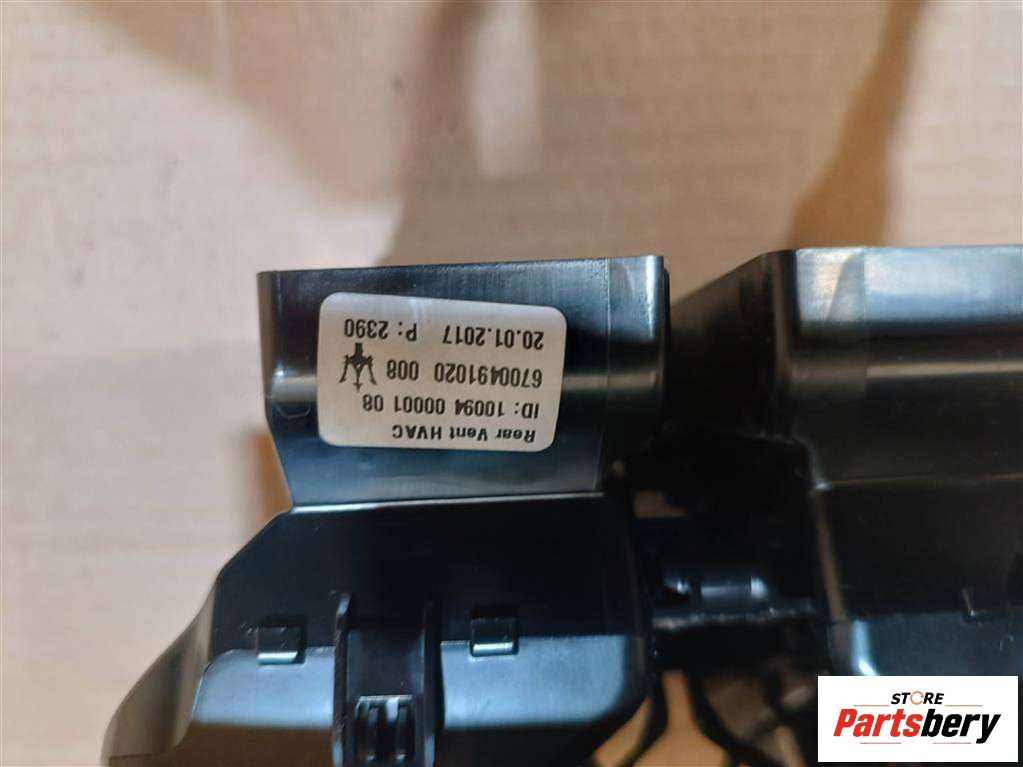 Rear Vent HVAC
ID: 10094 00001 08
6700491020 008
20.01.2017 P: 2390
STORE
Partsbery